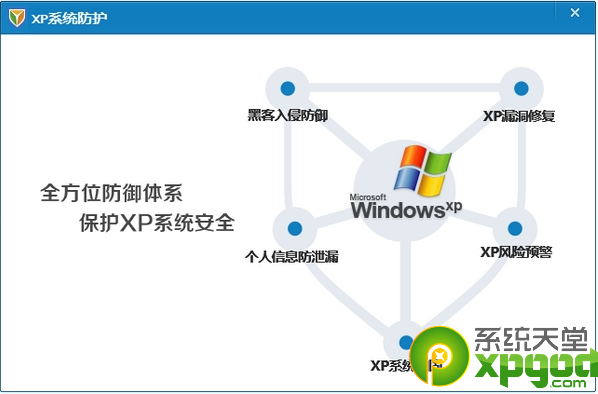 XP系统防护
黑客入侵防御
XP漏洞修复
Microsoft
Windows xp
全方位防御体系
保护XP系统安全
个人信息防泄漏
XP风险预警
XP系统
系统天堂
xpgod